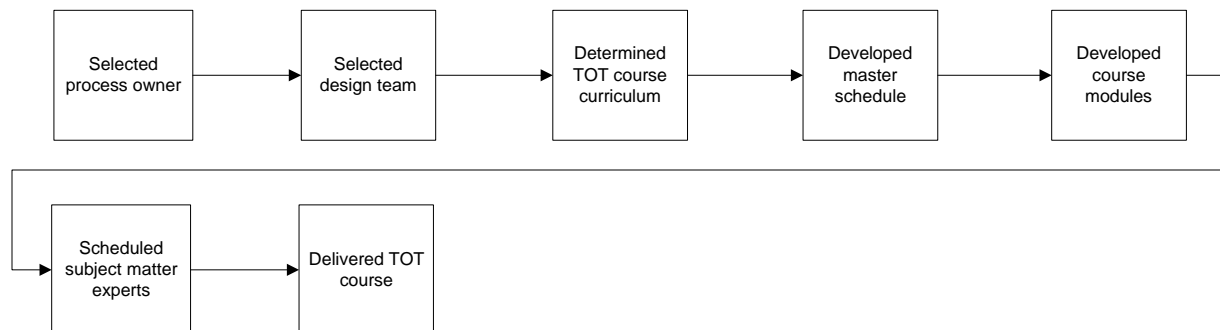 Selected
process owner
Selected
design team
Determined
TOT course
curriculum
Developed
master
schedule
Developed
course
modules
Scheduled
subject matter
experts
Delivered TOT
course